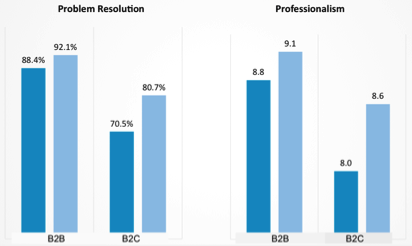 Problem Resolution
88.4%
92.1%
70.5%
80.7%
B2B
B2C
Professionalism
8.8
9.1
8.0
8.6
B2B
B2C